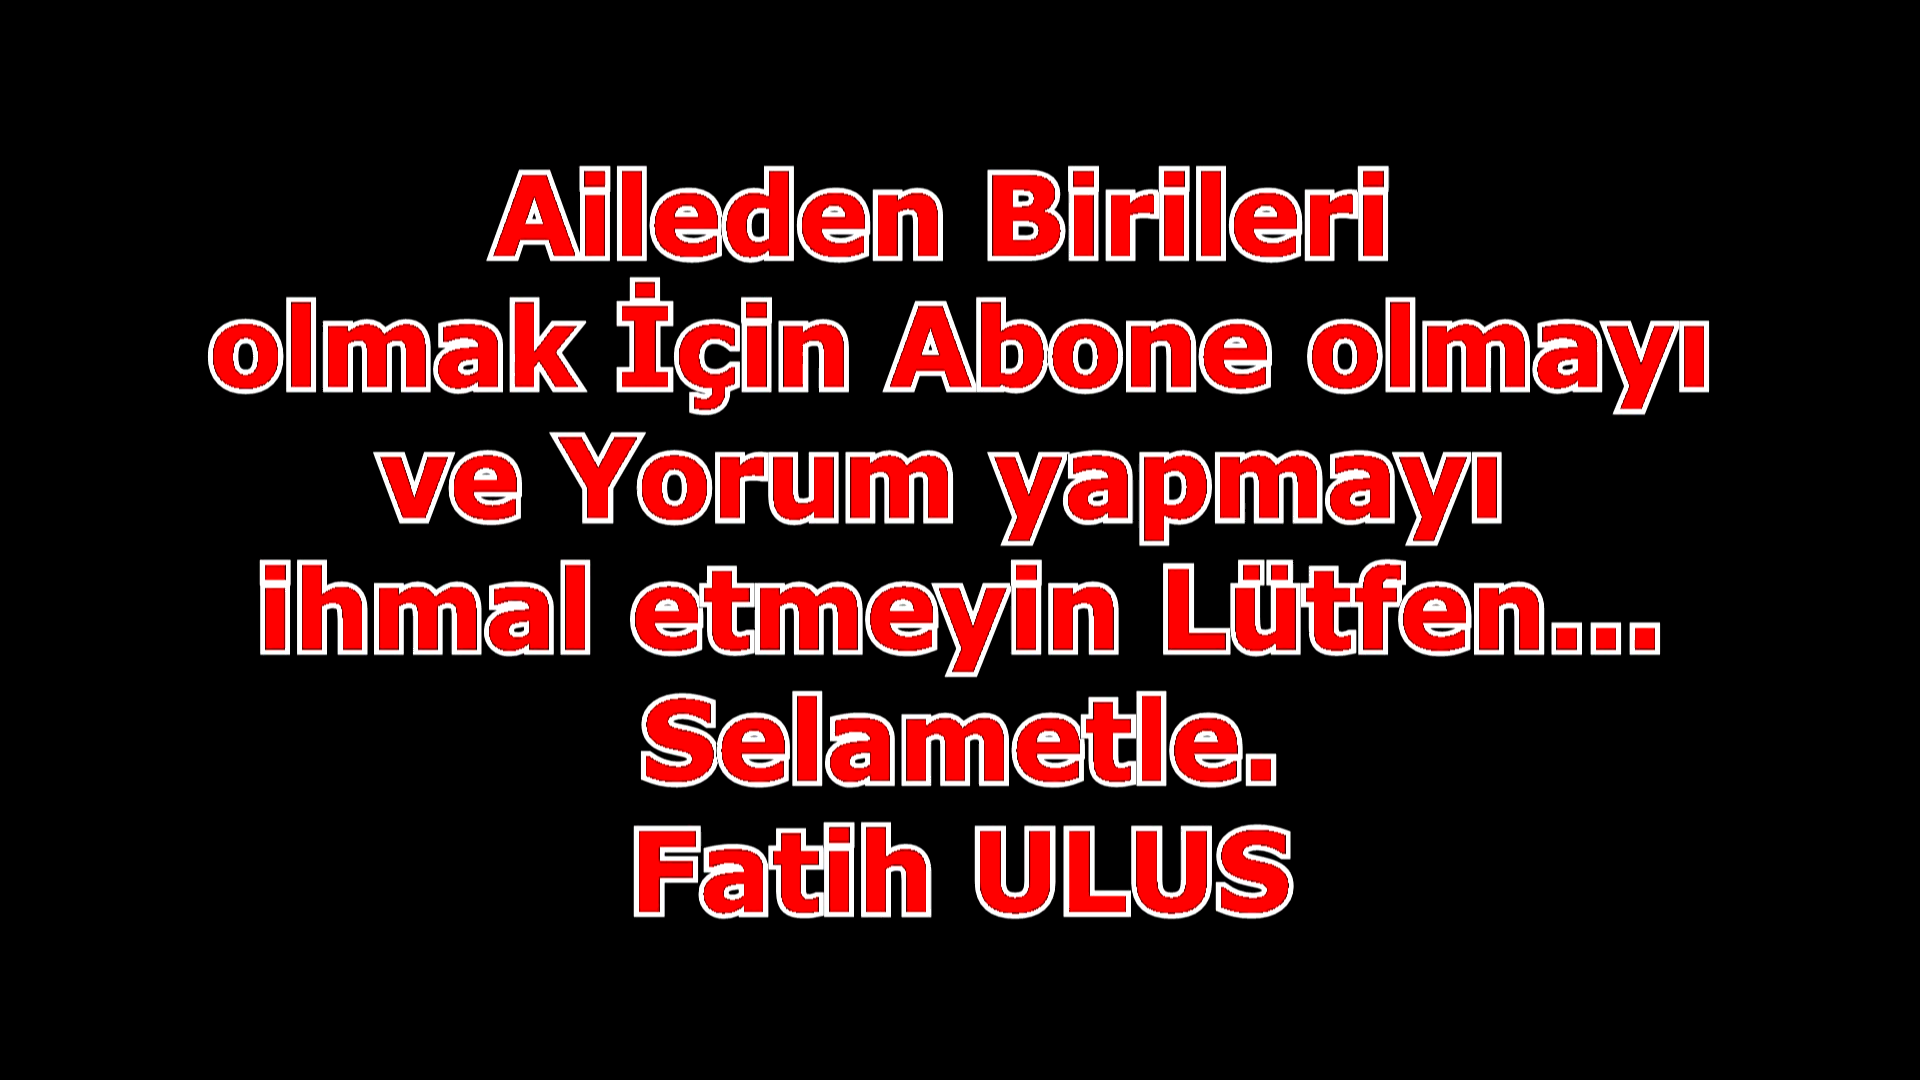 Aileden Birileri
olmak İçin Abone olmayı
ve Yorum yapmayı
ihmal etmeyin Lütfen...
Selametle.
Fatih ULUS